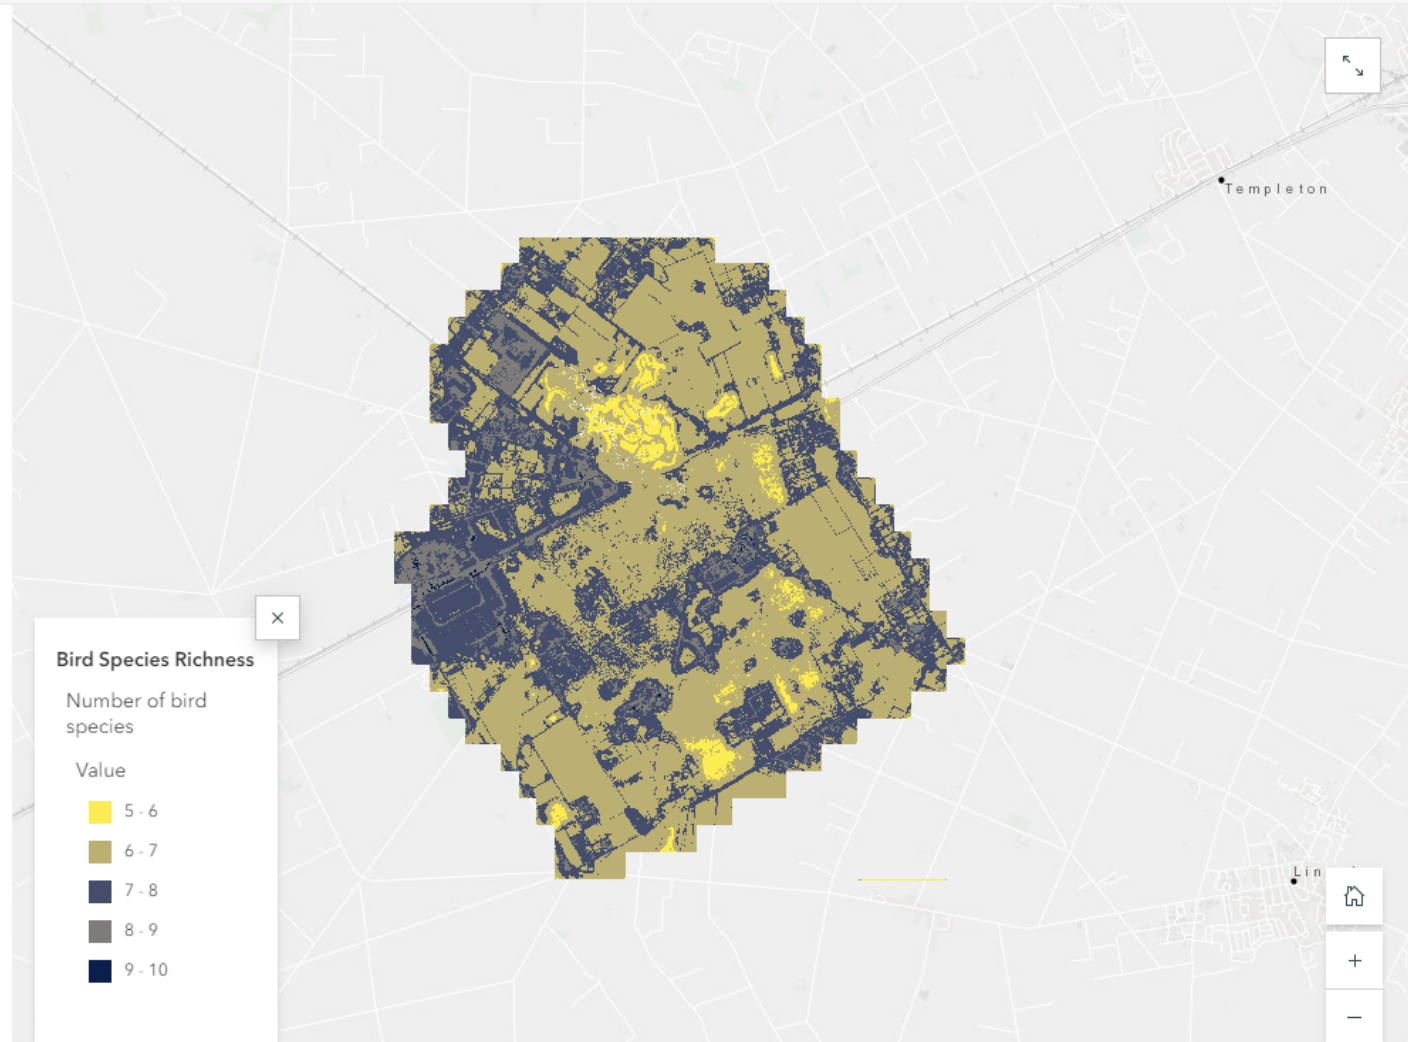 Templeton
Bird Species Richness
Number of bird
species
Value
5 - 6
6 - 7
7 - 8
8 - 9
9 - 10
Lin